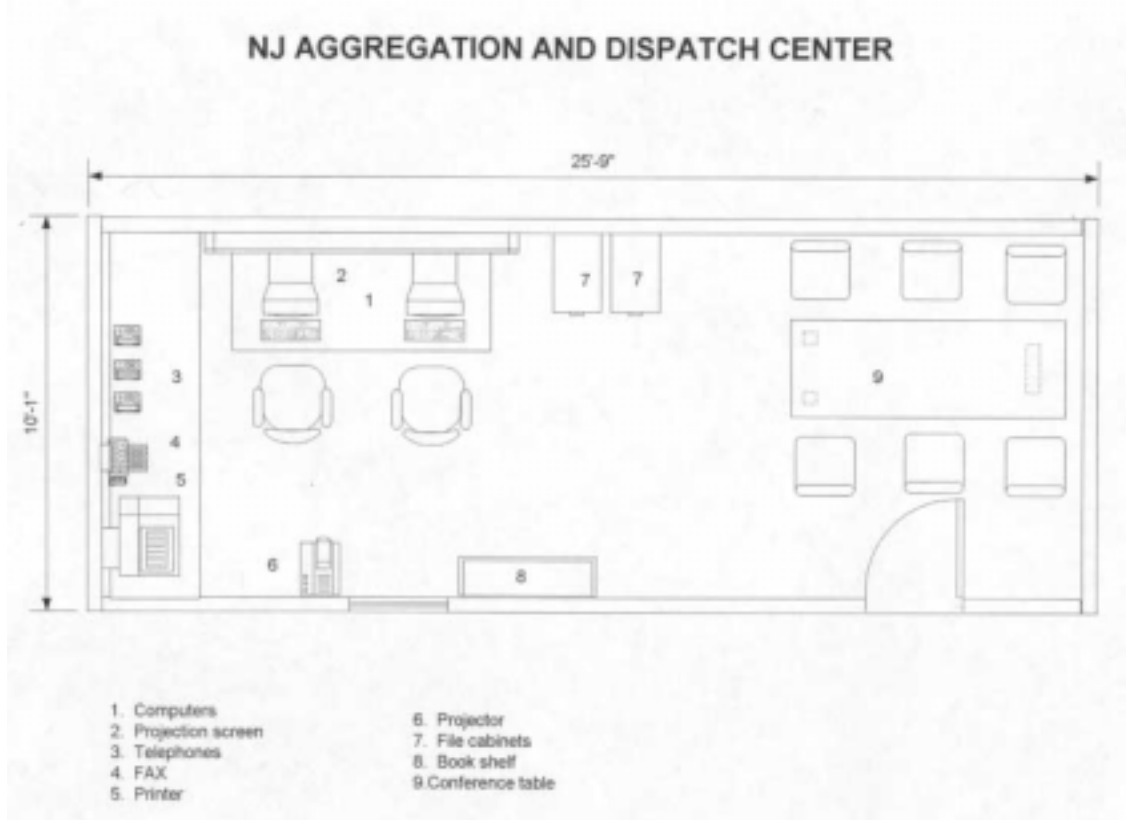 NJ AGGREGATION AND DISPATCH CENTER
25'-9"
10'-1"
2
1
7
7
3
9
4
5
6
8
1. Computers
2. Projection screen
3. Telephones
4. FAX
5. Printer
6. Projector
7. File cabinets
8. Book shelf
9.Conference table